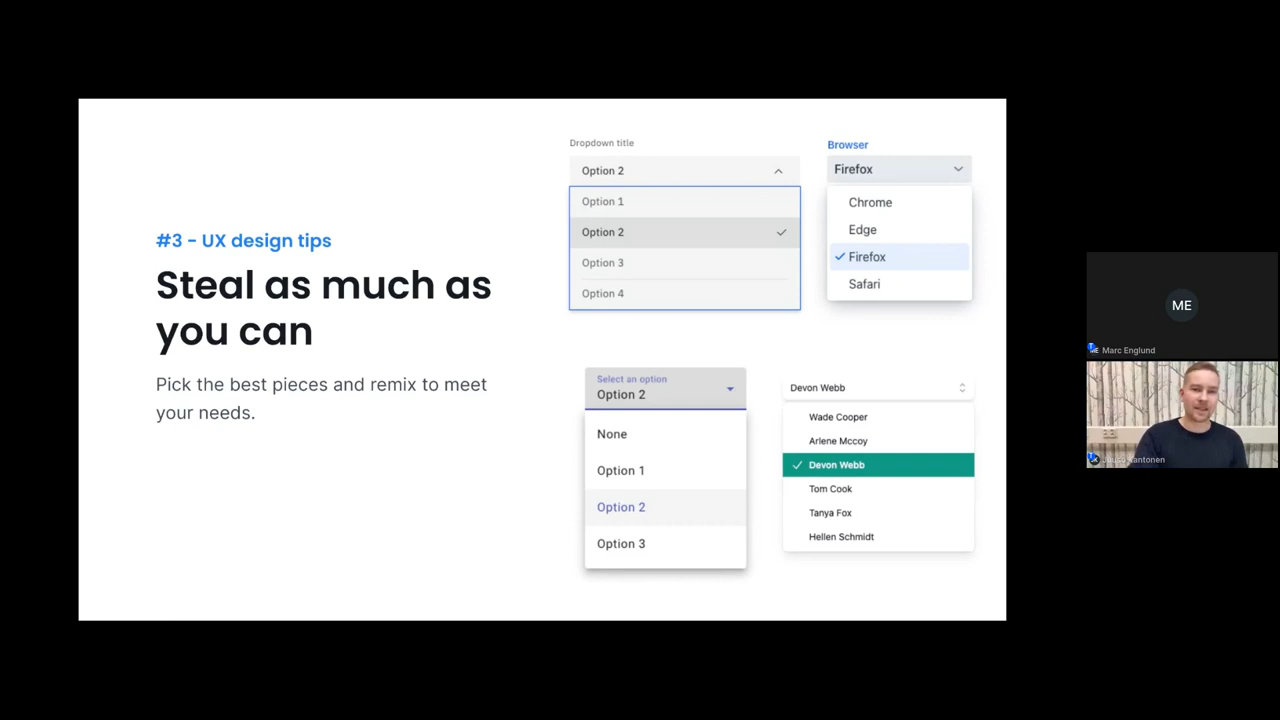 #3 - UX design tips
Steal as much as
you can
Pick the best pieces and remix to meet
your needs.
Dropdown title
Option 2
Option 1
Option 2
Option 3
Option 4
Browser
Firefox
Chrome
Edge
Firefox
Safari
Select an option
Option 2
None
Option 1
Option 2
Option 3
Devon Webb
Wade Cooper
Arlene Mccoy
Devon Webb
Tom Cook
Tanya Fox
Hellen Schmidt
ME
Marc Englund